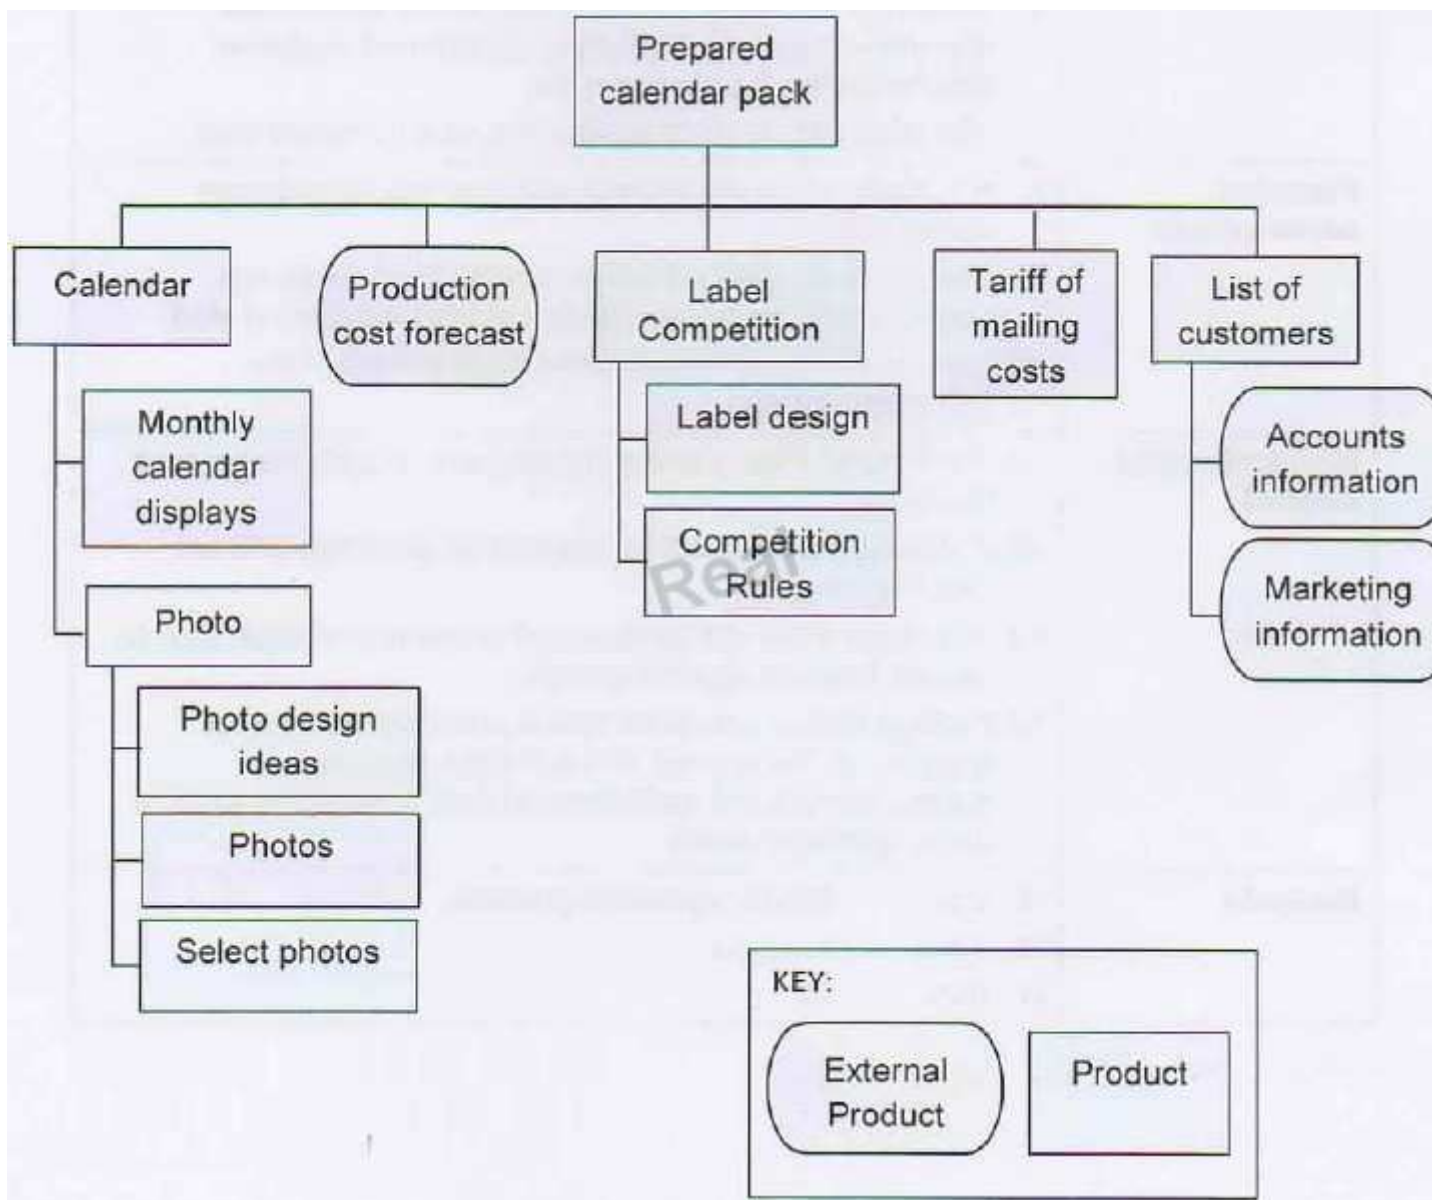 Prepared
calendar pack
Calendar
Production
cost forecast
Label
Competition
Tariff of
mailing
costs
List of
customers
Monthly
calendar
displays
Label design
Accounts
information
Competition
Rules
Real
Marketing
information
Photo
Photo design
ideas
Photos
Select photos
KEY:
External
Product
Product